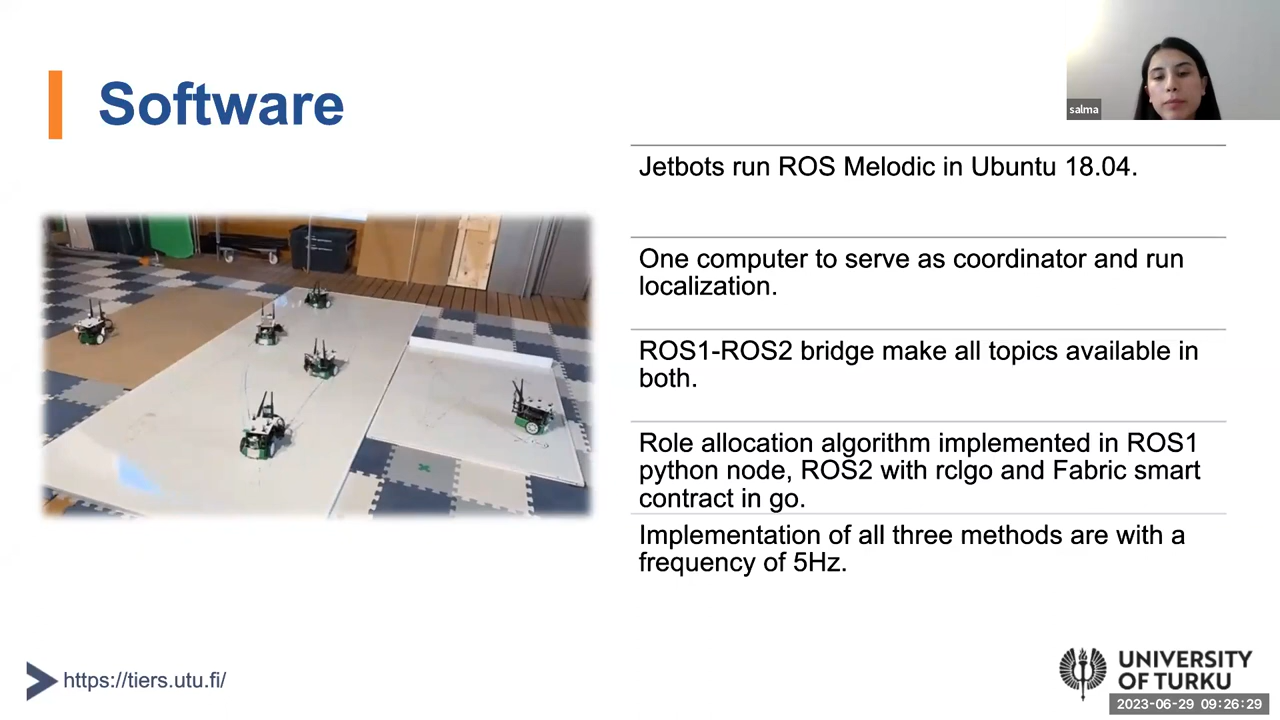 Software
salma
Jetbots run ROS Melodic in Ubuntu 18.04.
One computer to serve as coordinator and run
localization.
ROS1-ROS2 bridge make all topics available in
both.
Role allocation algorithm implemented in ROS1
python node, ROS2 with rclgo and Fabric smart
contract in go.
Implementation of all three methods are with a
frequency of 5Hz.
https://tiers.utu.fi/
UNIVERSITY
OF TURKU
2023-06-29 09:26:29